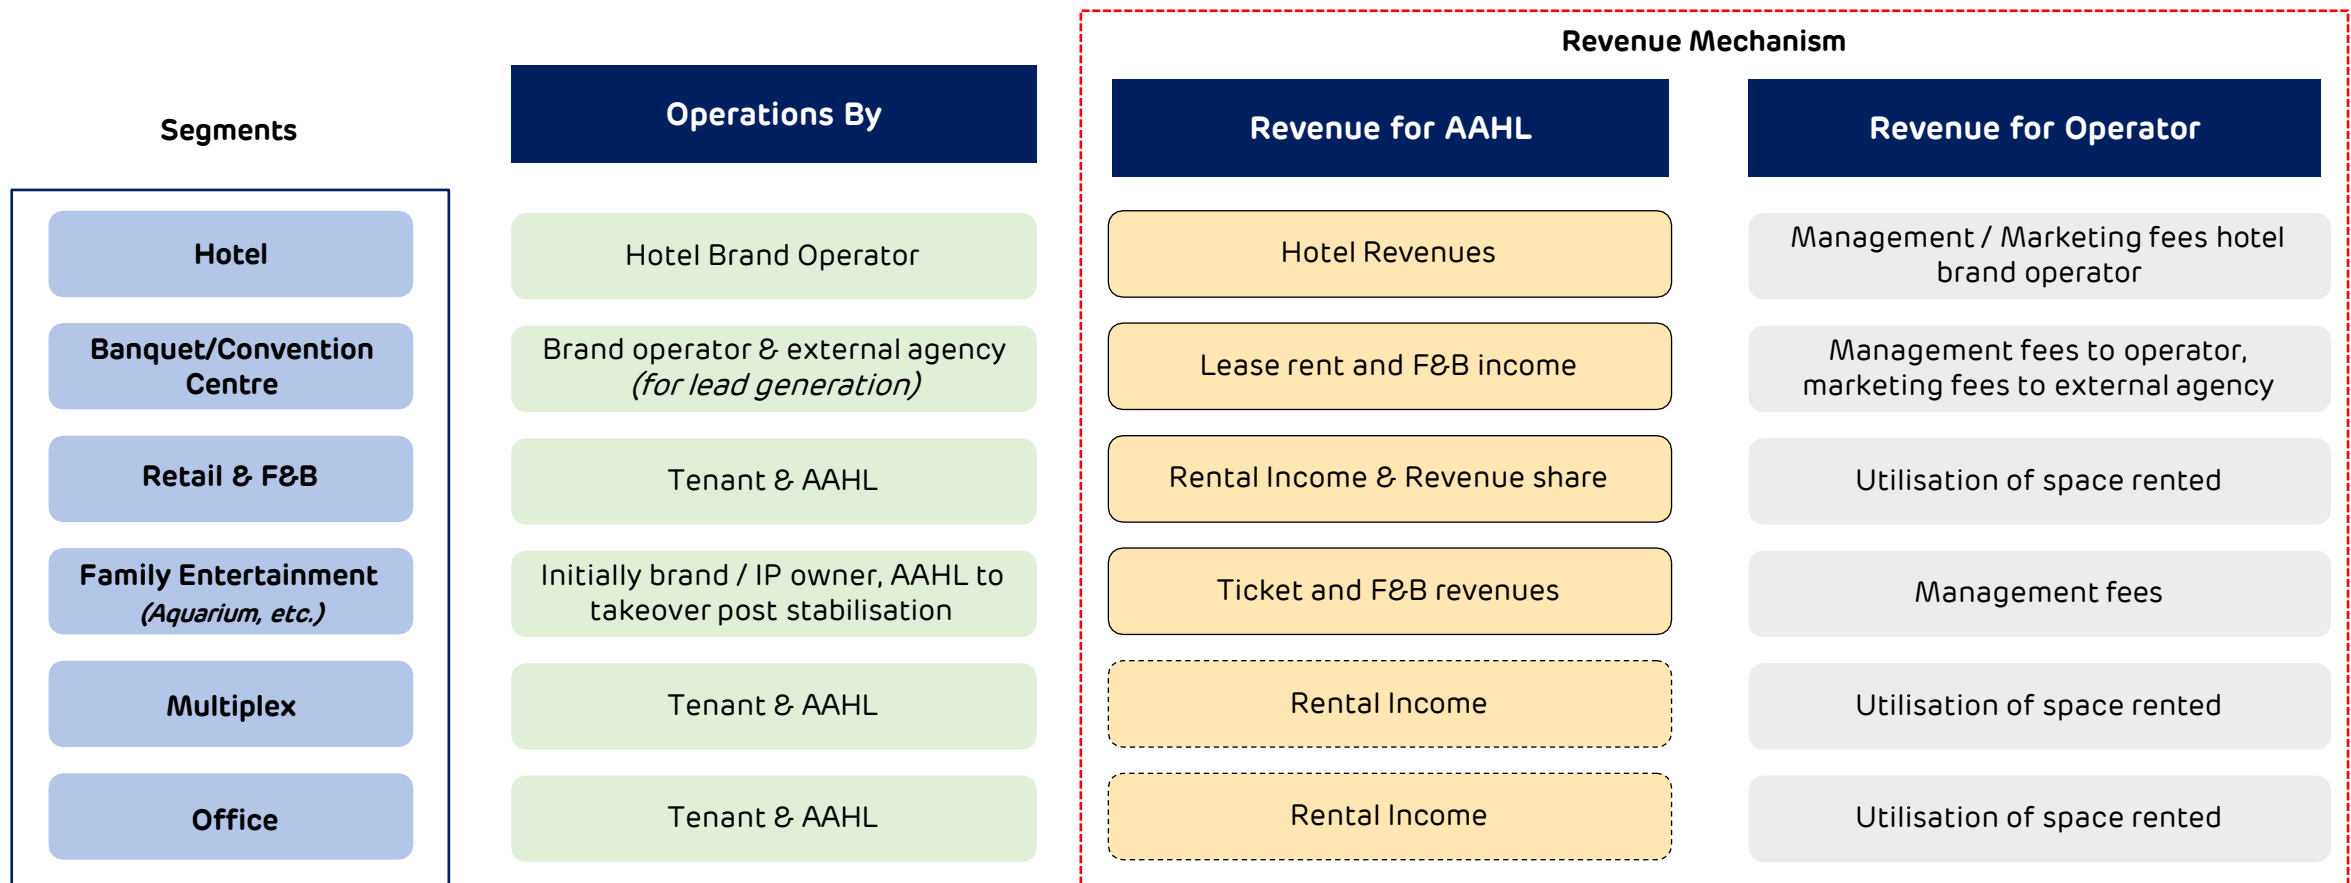 Revenue Mechanism
Segments
Operations By
Revenue for AAHL
Revenue for Operator
Hotel
Hotel Brand Operator
Hotel Revenues
Management / Marketing fees hotel
brand operator
Banquet/Convention
Centre
Brand operator & external agency
(for lead generation)
Lease rent and F&B income
Management fees to operator,
marketing fees to external agency
Retail & F&B
Tenant & AAHL
Rental Income & Revenue share
Utilisation of space rented
Family Entertainment
(Aquarium, etc.)
Initially brand / IP owner, AAHL to
takeover post stabilisation
Ticket and F&B revenues
Management fees
Multiplex
Tenant & AAHL
Rental Income
Utilisation of space rented
Office
Tenant & AAHL
Rental Income
Utilisation of space rented